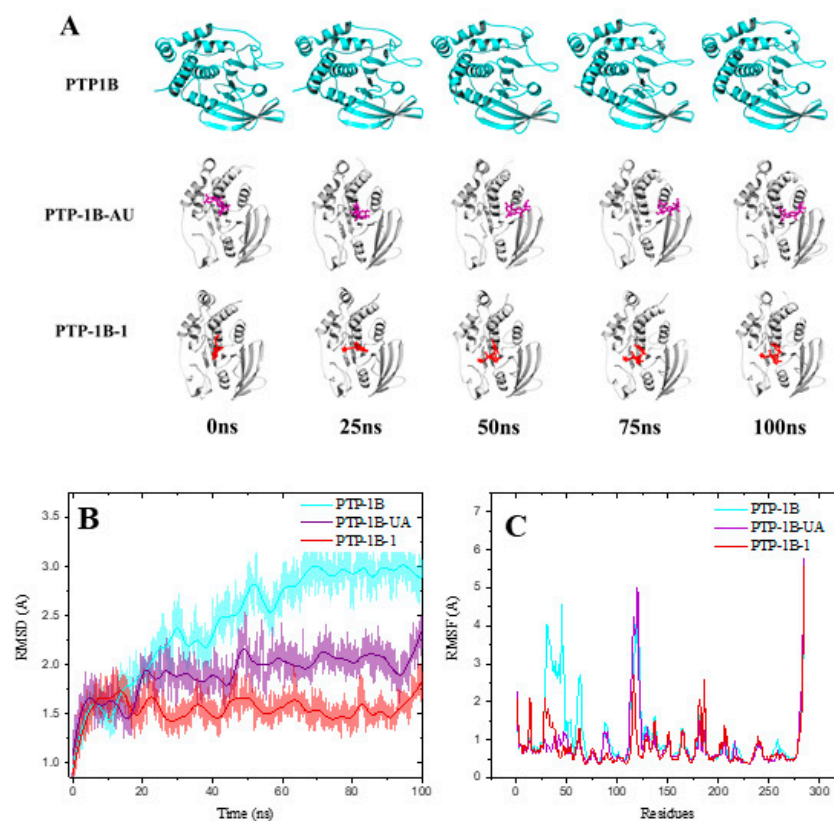 A
PTP1B
PTP-1B-AU
PTP-1B-1
0ns 25ns 50ns 75ns 100ns
B
PTP-1B
PTP-1B-UA
PTP-1B-1
3.5
3.0
2.5
2.0
1.5
1.0
RMSD (A)
0 20 40 60 80 100
Time (ns)
C
PTP-1B
PTP-1B-UA
PTP-1B-1
7
6
5
4
3
2
1
0
RMSF (A)
0 50 100 150 200 250 300
Residues